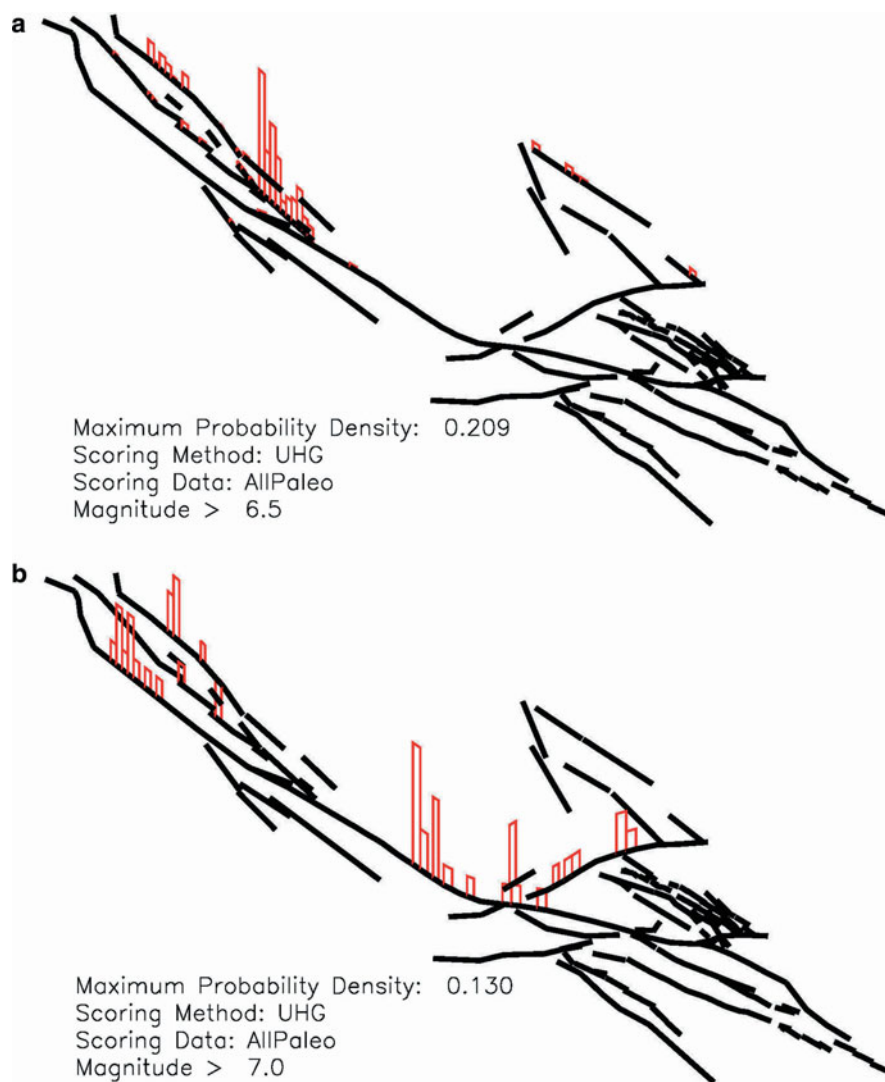 a
Maximum Probability Density: 0.209
Scoring Method: UHG
Scoring Data: AllPaleo
Magnitude > 6.5
b
Maximum Probability Density: 0.130
Scoring Method: UHG
Scoring Data: AllPaleo
Magnitude > 7.0